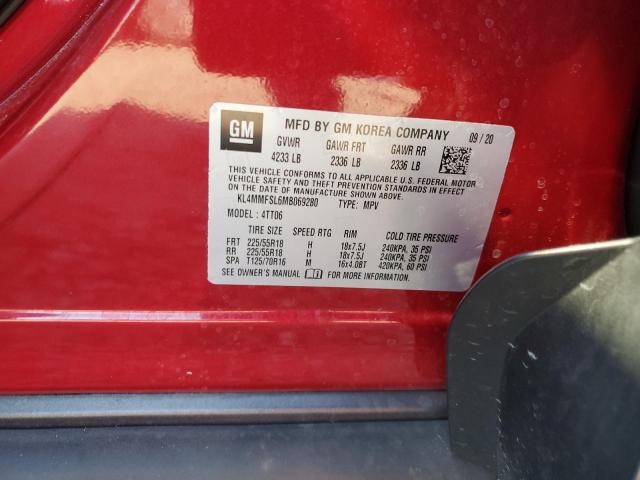 GM
MFD BY GM KOREA COMPANY 09/20
GVWR GAWR FRT GAWR RR
4233 LB 2336 LB 2336 LB
THIS VEHICLE CONFORMS TO ALL APPLICABLE U.S. FEDERAL MOTOR
VEHICLE SAFETY AND THEFT PREVENTION STANDARDS IN EFFECT
ON THE DATE OF MANUFACTURE SHOWN ABOVE.
KL4MMFSL6MB069280 TYPE: MPV
MODEL: 4TT06
TIRE SIZE SPEED RTG RIM COLD TIRE PRESSURE
FRT 225/55R18 H 18x7.5J 240KPA, 35 PSI
RR 225/55R18 H 18x7.5J 240KPA, 35 PSI
SPA T125/70R16 M 16x4.0BT 420KPA, 60 PSI
SEE OWNER'S MANUAL FOR MORE INFORMATION.